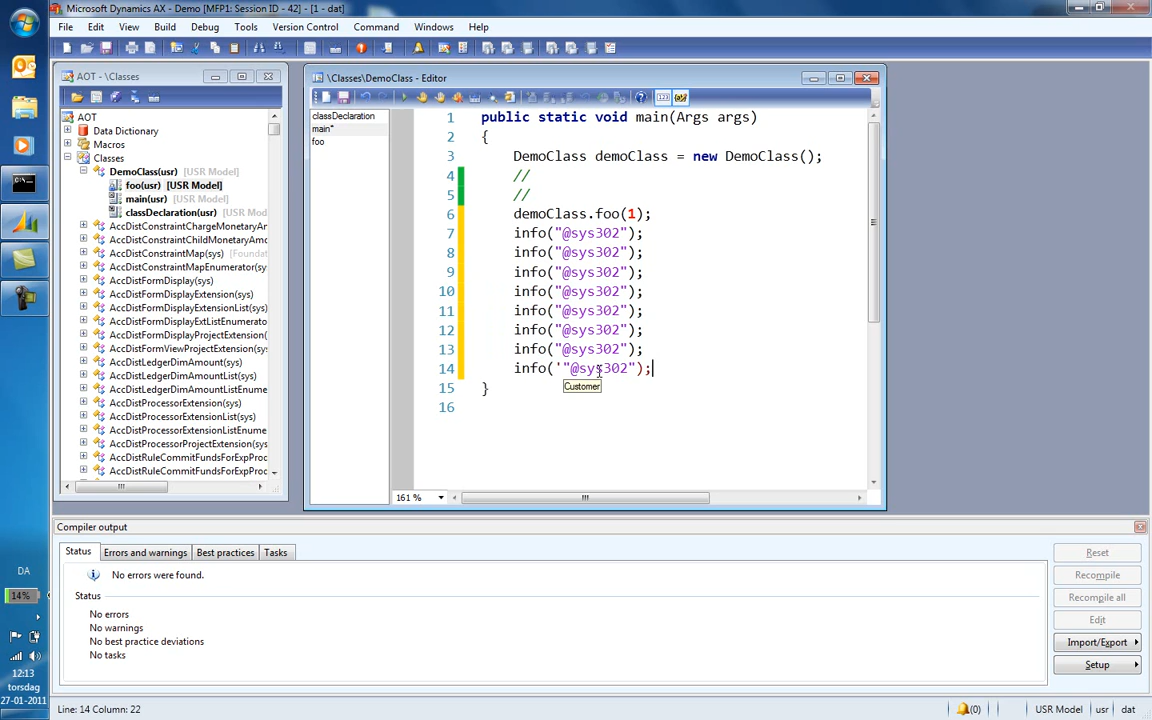 Microsoft Dynamics AX - Demo [MFP1: Session ID - 42] - [1 - dat]
File Edit View Build Debug Tools Version Control Command Windows Help
AOT - \Classes
AOT
Data Dictionary
Macros
Classes
DemoClass(usr) [USR Model]
foo(usr) [USR Model]
main(usr) [USR Model]
classDeclaration(usr) [USR Mod
AccDistConstraintChargeMonetaryAr
AccDistConstraintChildMonetaryAmo
AccDistConstraintMap(sys) [Foundat
AccDistConstraintMapEnumerator(sy
AccDistFormDisplay(sys)
AccDistFormDisplayExtension(sys)
AccDistFormDisplayExtensionList(sys)
AccDistFormDisplayExtListEnumerator
AccDistFormDisplayProjectExtension(
AccDistFormViewProjectExtension(sys
AccDistLedgerDimAmount(sys)
AccDistLedgerDimAmountMap(sys)
AccDistProcessorExtension(sys)
AccDistProcessorExtensionList(sys)
AccDistProcessorExtensionListEnume
AccDistProcessorProjectExtension(sys
AccDistRuleCommitFundsForExpProc
AccDistRuleCommitFundsForExpProd
\Classes\DemoClass - Editor
classDeclaration
main*
foo
1 public static void main(Args args)
2 {
3 DemoClass demoClass = new DemoClass();
4 //
5 //
6 demoClass.foo(1);
7 info("@sys302");
8 info("@sys302");
9 info("@sys302");
10 info("@sys302");
11 info("@sys302");
12 info("@sys302");
13 info("@sys302");
14 info('"@sys302");
Customer
15 }
16
161 %
Compiler output
Status Errors and warnings Best practices Tasks
No errors were found.
Status
No errors
No warnings
No best practice deviations
No tasks
Reset
Recompile
Recompile all
Edit
Import/Export
Setup
DA
14%
12:13
torsdag
27-01-2011
Line: 14 Column: 22
(0) USR Model usr dat